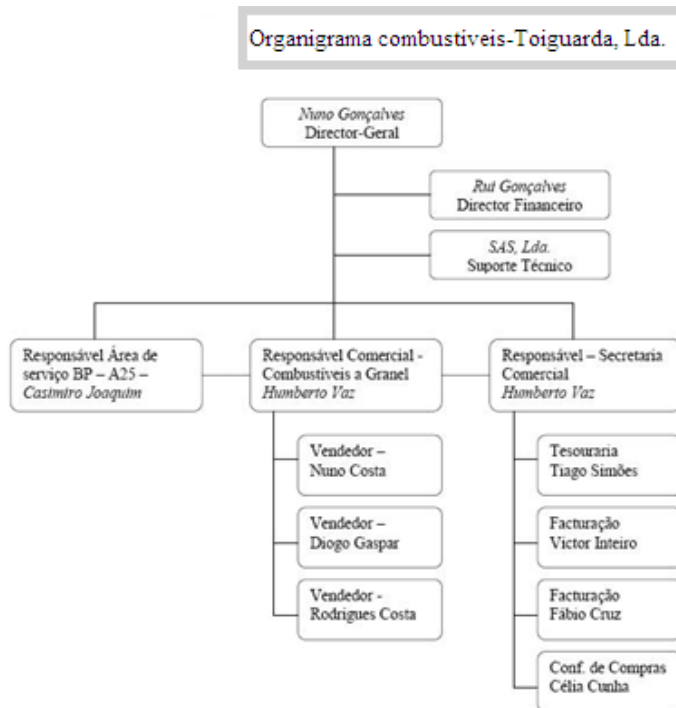 Organigrama combustíveis-Toiguarda, Lda.
Nuno Gonçalves
Director-Geral
Rui Gonçalves
Director Financeiro
SAS, Lda.
Suporte Técnico
Responsável Área de
serviço BP – A25 –
Casimiro Joaquim
Responsável Comercial -
Combustíveis a Granel
Humberto Vaz
Responsável – Secretaria
Comercial
Humberto Vaz
Vendedor –
Nuno Costa
Vendedor –
Diogo Gaspar
Vendedor -
Rodrigues Costa
Tesouraria
Tiago Simões
Facturação
Victor Inteiro
Facturação
Fábio Cruz
Conf. de Compras
Célia Cunha